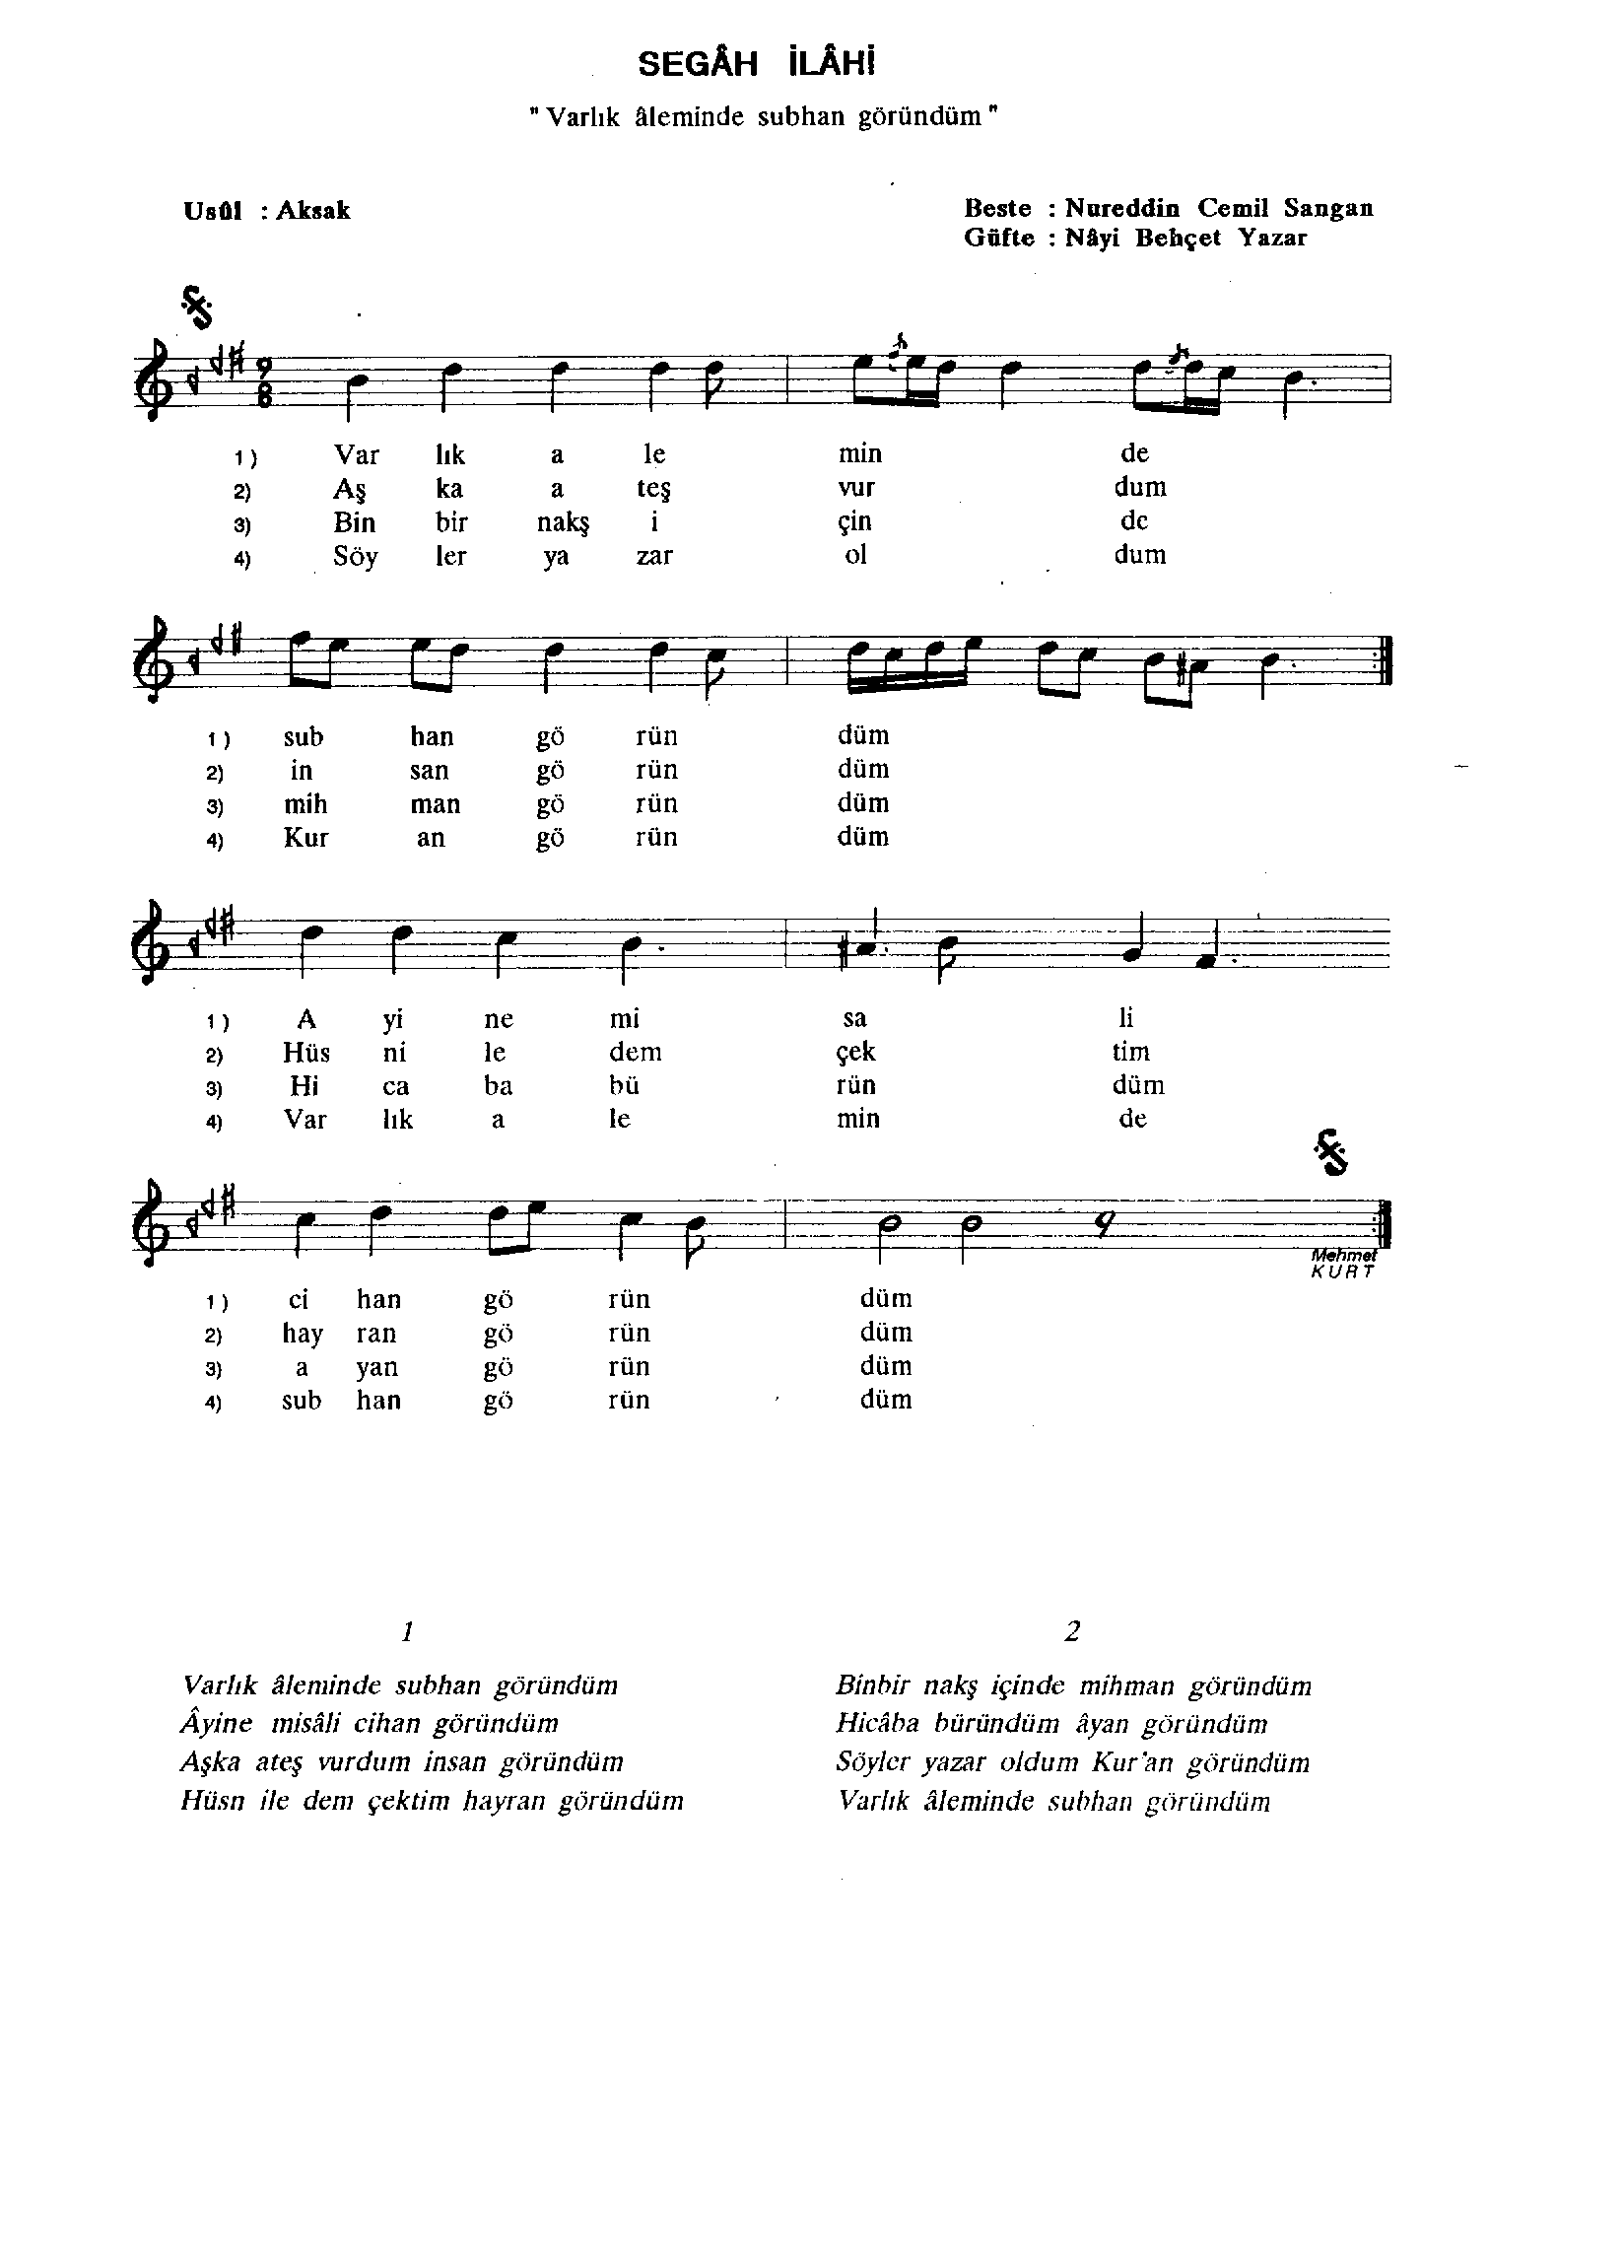 SEGÂH İLÂHİ
" Varlık âleminde subhan göründüm "
Usûl : Aksak
Beste : Nureddin Cemil Sangan
Güfte : Nâyi Behçet Yazar
9
8
1) Var lık a le min de
2) Aş ka a teş vur dum
3) Bin bir nakş i çin de
4) Söy ler ya zar ol dum
1) sub han gö rün düm
2) in san gö rün düm
3) mih man gö rün düm
4) Kur an gö rün düm
1) A yi ne mi sa li
2) Hüs ni le dem çek tim
3) Hi ca ba bü rün düm
4) Var lık a le min de
Mehmet
KURT
1) ci han gö rün düm
2) hay ran gö rün düm
3) a yan gö rün düm
4) sub han gö rün düm
1
Varlık âleminde subhan göründüm
Âyine misâli cihan göründüm
Aşka ateş vurdum insan göründüm
Hüsn ile dem çektim hayran göründüm
2
Binbir nakş içinde mihman göründüm
Hicâba büründüm âyan göründüm
Söyler yazar oldum Kur'an göründüm
Varlık âleminde subhan göründüm